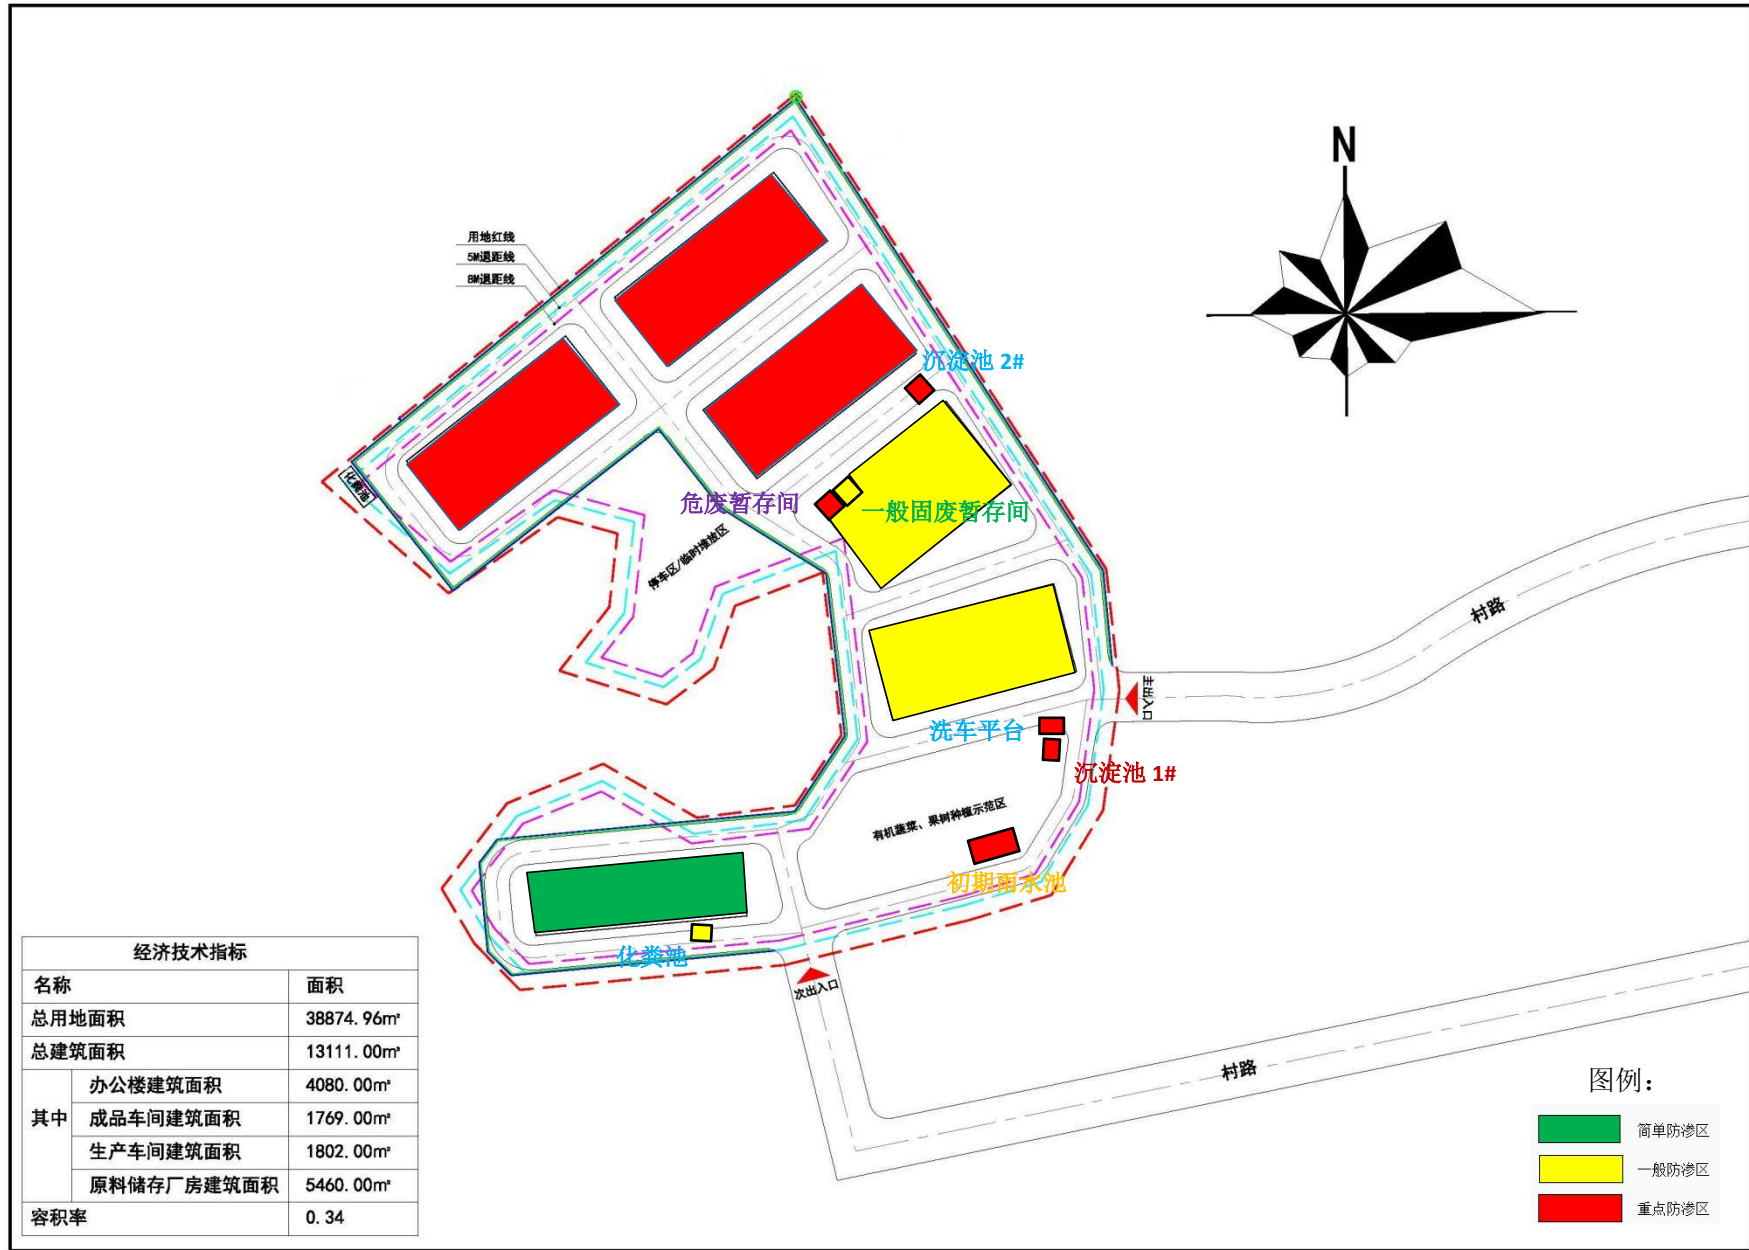 N
用地红线
5M退距线
8M退距线
沉淀池 2#
化粪池
危废暂存间
一般固废暂存间
停车区/临时堆放区
村路
主出入口
洗车平台
沉淀池 1#
有机蔬菜、果树种植示范区
初期雨水池
化粪池
次出入口
村路
经济技术指标
名称 面积
总用地面积 38874.96㎡
总建筑面积 13111.00㎡
其中 办公楼建筑面积 4080.00㎡
成品车间建筑面积 1769.00㎡
生产车间建筑面积 1802.00㎡
原料储存厂房建筑面积 5460.00㎡
容积率 0.34
图例：
简单防渗区
一般防渗区
重点防渗区